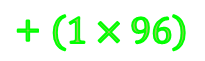 + (1 × 96)